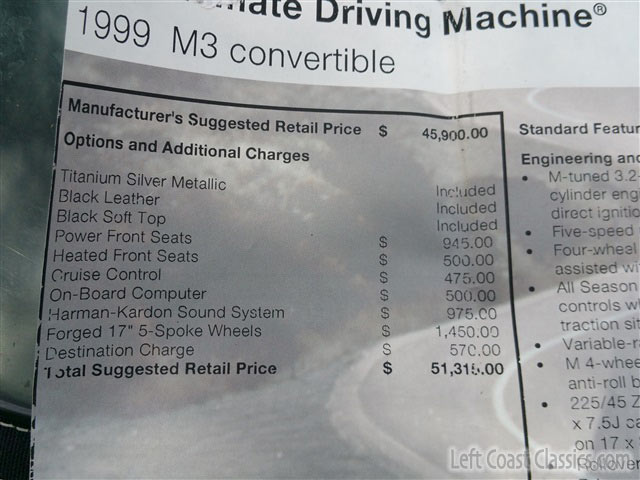 Driving Machine®
1999 M3 convertible
Manufacturer's Suggested Retail Price $ 45,900.00
Options and Additional Charges
Titanium Silver Metallic Included
Black Leather Included
Black Soft Top Included
Power Front Seats $ 945.00
Heated Front Seats $ 500.00
Cruise Control $ 475.00
On-Board Computer $ 500.00
Harman-Kardon Sound System $ 975.00
Forged 17" 5-Spoke Wheels $ 1,450.00
Destination Charge $ 570.00
Total Suggested Retail Price $ 51,315.00
Standard Featur
Engineering and
• M-tuned 3.2-
cylinder eng
direct ignitio
• Five-speed
• Four-wheel
assisted wi
• All Season
controls w
traction sit
• Variable-r
• M 4-whee
anti-roll b
• 225/45 Z
x 7.5J ca
on 17 x
• Rollover
Left Coast Classics.com